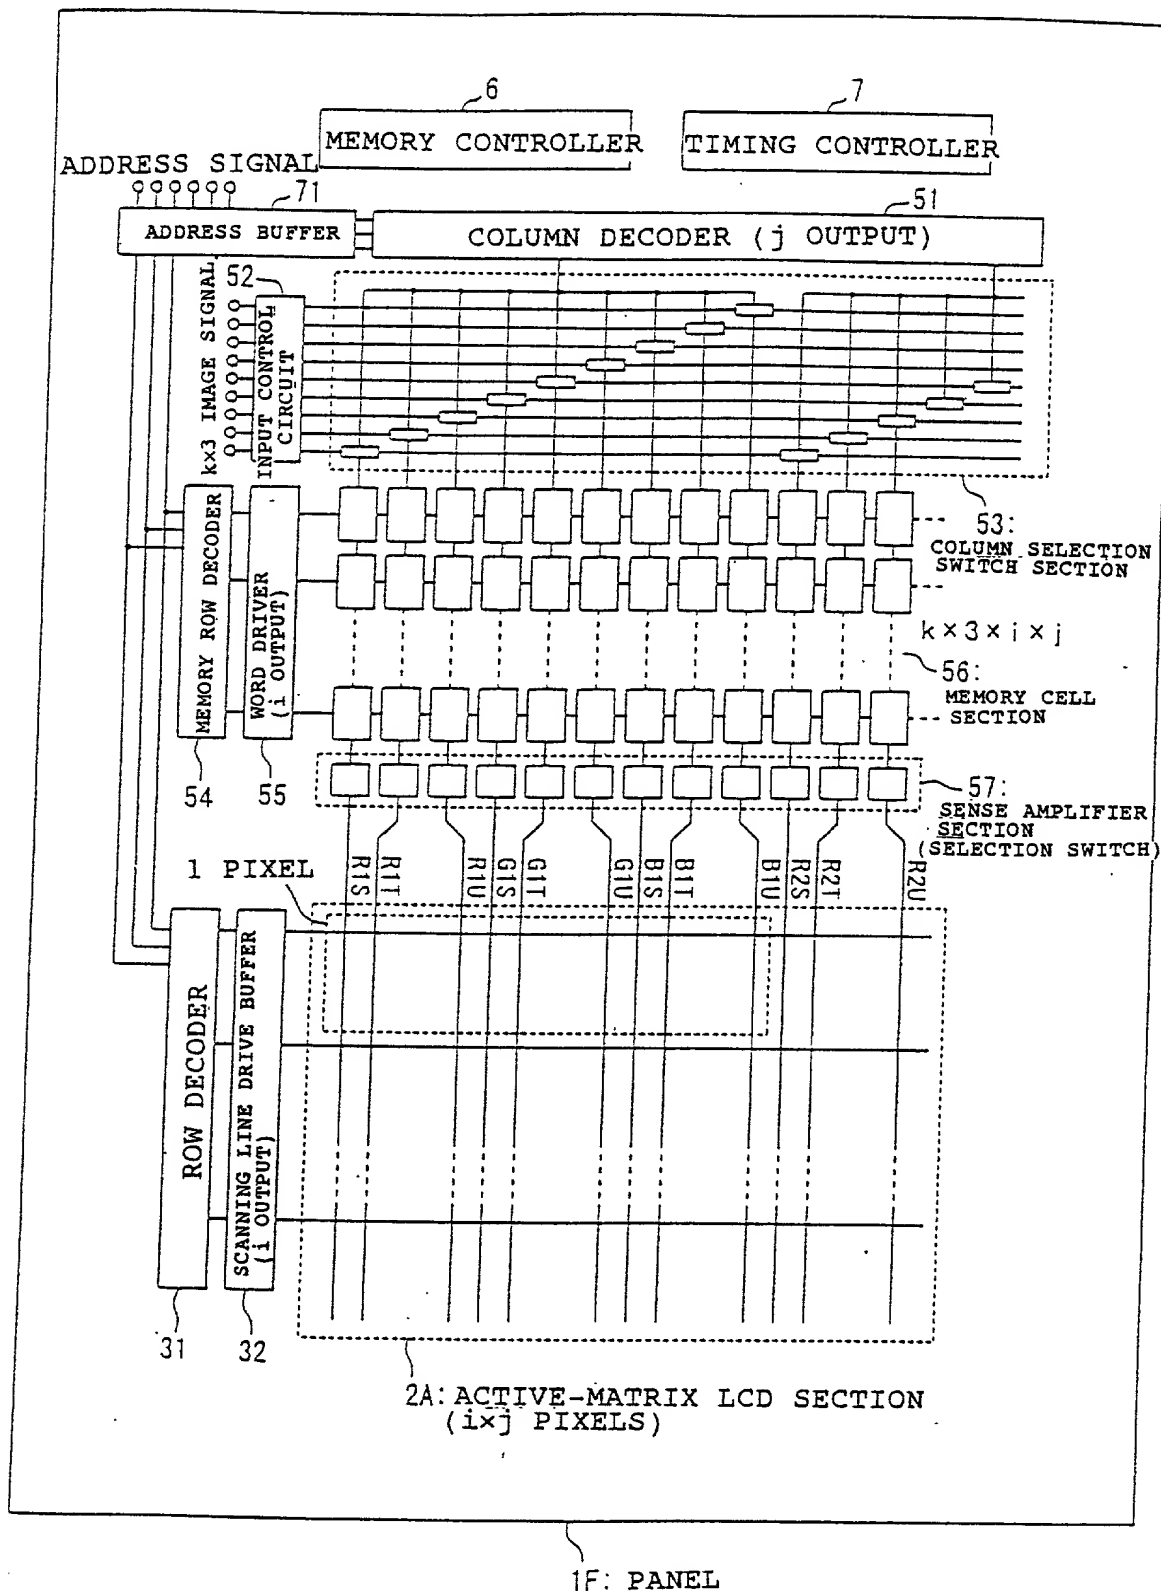 6
7
MEMORY CONTROLLER
TIMING CONTROLLER
ADDRESS SIGNAL
71
51
ADDRESS BUFFER
COLUMN DECODER (j OUTPUT)
52
k×3 IMAGE SIGNAL
INPUT CONTROL
CIRCUIT
53:
COLUMN SELECTION
SWITCH SECTION
MEMORY ROW DECODER
WORD DRIVER
(i OUTPUT)
k×3×i×j
56:
MEMORY CELL
SECTION
54
55
57:
SENSE AMPLIFIER
SECTION
(SELECTION SWITCH)
1 PIXEL
R1S
R1T
R1U
G1S
G1T
G1U
B1S
B1T
B1U
R2S
R2T
R2U
ROW DECODER
SCANNING LINE DRIVE BUFFER
(i OUTPUT)
31
32
2A: ACTIVE-MATRIX LCD SECTION
(i×j PIXELS)
1F: PANEL